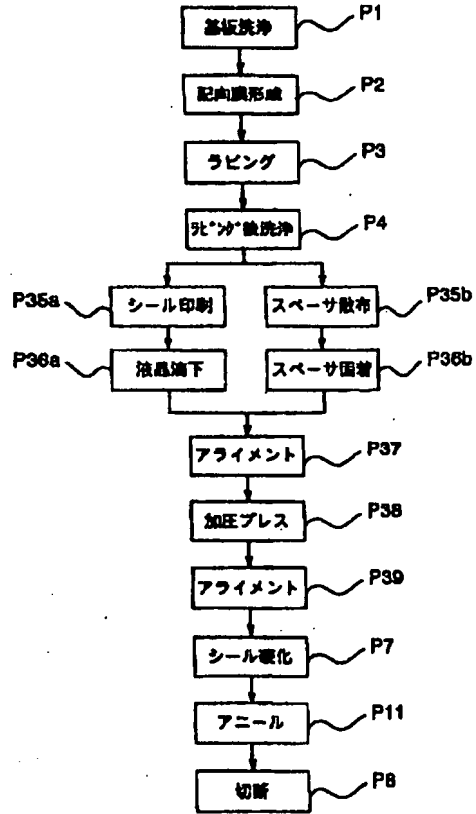 基板洗浄 P1
配向膜形成 P2
ラビング P3
ラビング後洗浄 P4
P35a シール印刷 スペーサ散布 P35b
P36a 液晶滴下 スペーサ固着 P36b
アライメント P37
加圧プレス P38
アライメント P39
シール硬化 P7
アニール P11
切断 P8